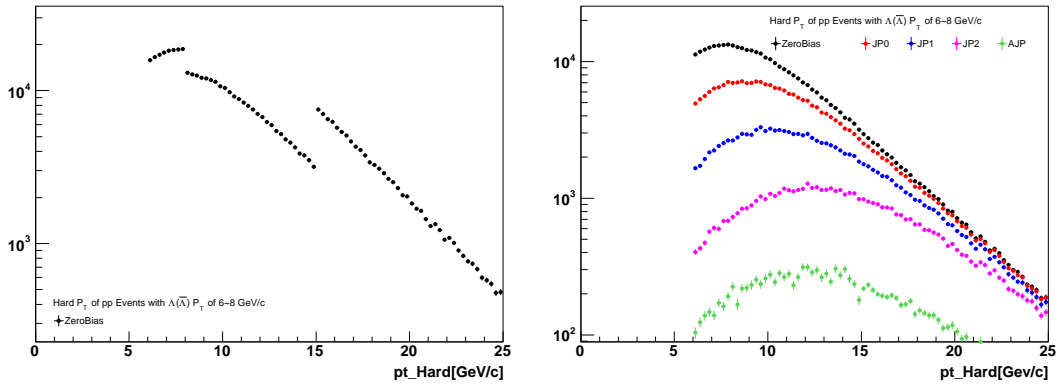 10⁴
10³
Hard P_T of pp Events with Λ(Λ̄) P_T of 6~8 GeV/c
ZeroBias
0 5 10 15 20 25
pt_Hard[GeV/c]
Hard P_T of pp Events with Λ(Λ̄) P_T of 6~8 GeV/c
ZeroBias JP0 JP1 JP2 AJP
10⁴
10³
10²
0 5 10 15 20 25
pt_Hard[GeV/c]